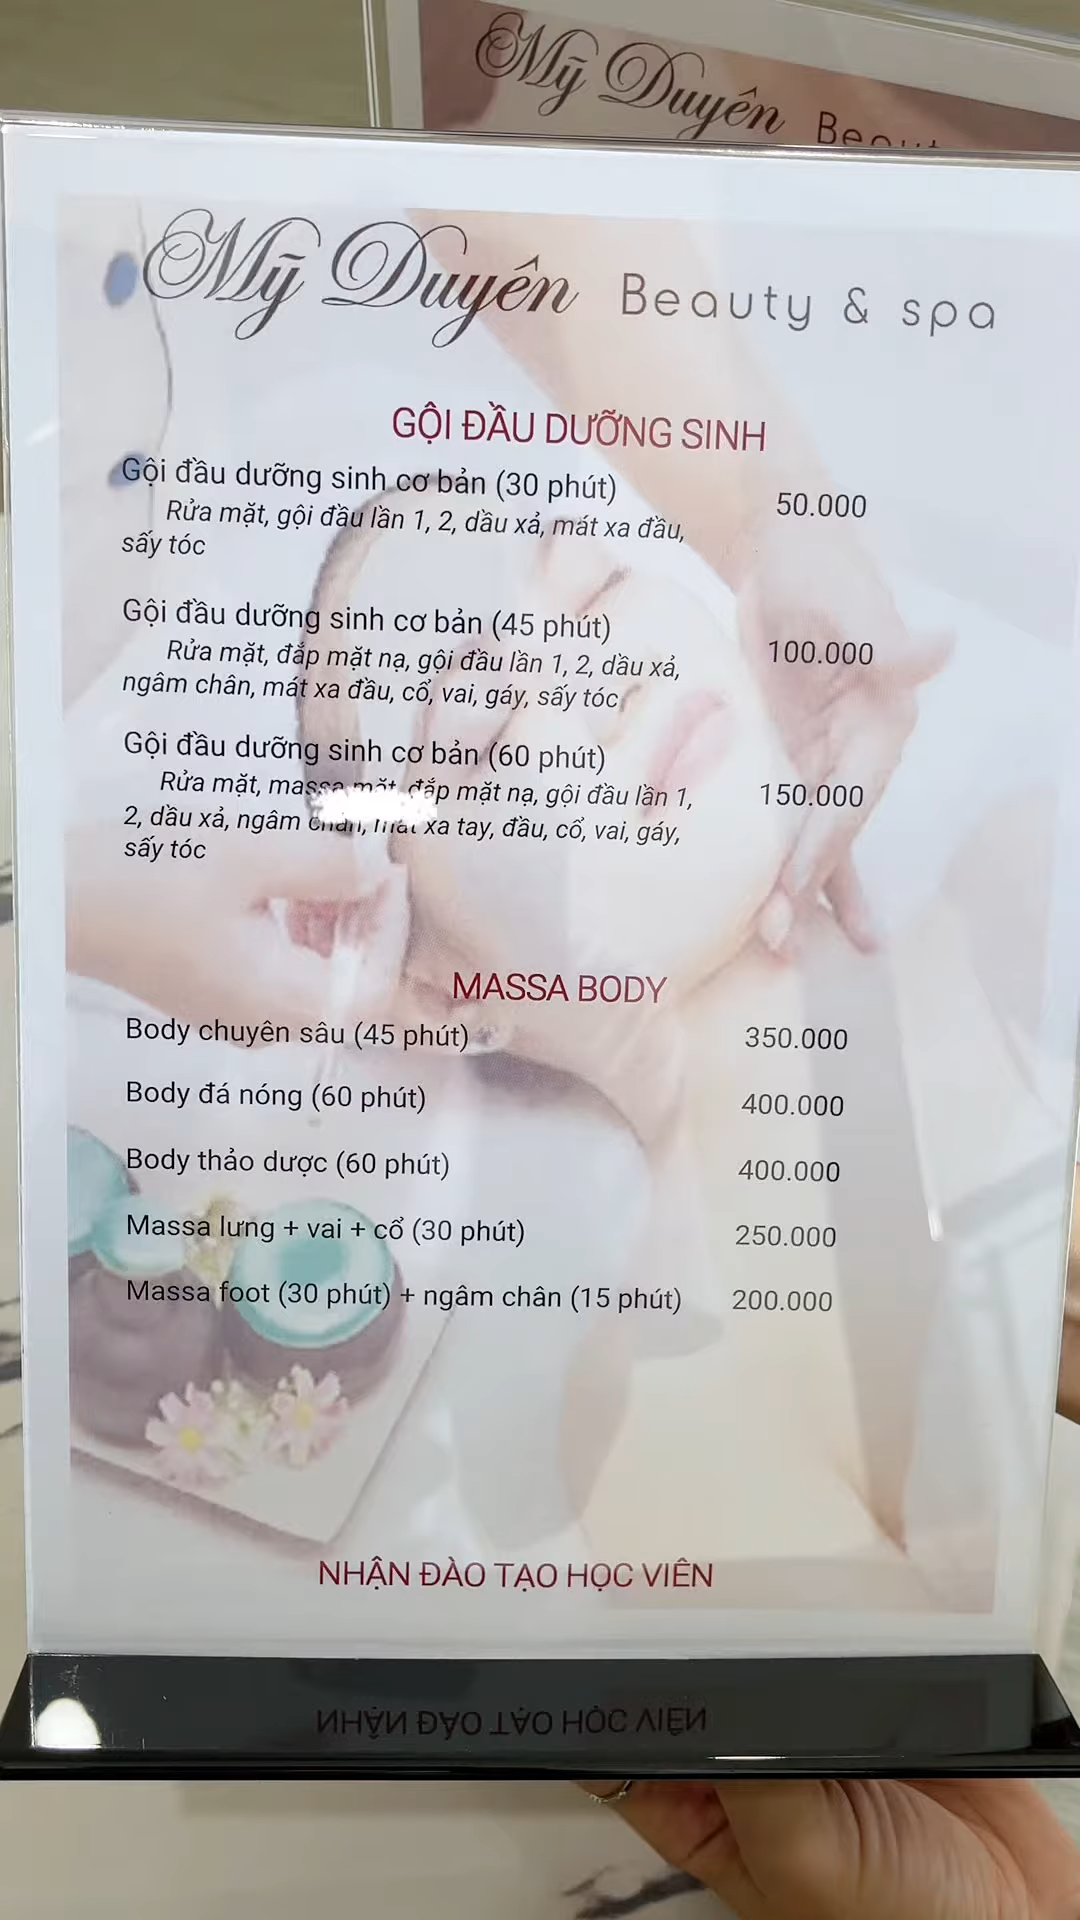 Mỹ Duyên Beaut
Mỹ Duyên Beauty & spa
GỘI ĐẦU DƯỠNG SINH
Gội đầu dưỡng sinh cơ bản (30 phút) 50.000
Rửa mặt, gội đầu lần 1, 2, dầu xả, mát xa đầu,
sấy tóc
Gội đầu dưỡng sinh cơ bản (45 phút) 100.000
Rửa mặt, đắp mặt nạ, gội đầu lần 1, 2, dầu xả,
ngâm chân, mát xa đầu, cổ, vai, gáy, sấy tóc
Gội đầu dưỡng sinh cơ bản (60 phút) 150.000
Rửa mặt, massa mặt, đắp mặt nạ, gội đầu lần 1,
2, dầu xả, ngâm chân, mát xa tay, đầu, cổ, vai, gáy,
sấy tóc
MASSA BODY
Body chuyên sâu (45 phút) 350.000
Body đá nóng (60 phút) 400.000
Body thảo dược (60 phút) 400.000
Massa lưng + vai + cổ (30 phút) 250.000
Massa foot (30 phút) + ngâm chân (15 phút) 200.000
NHẬN ĐÀO TẠO HỌC VIÊN